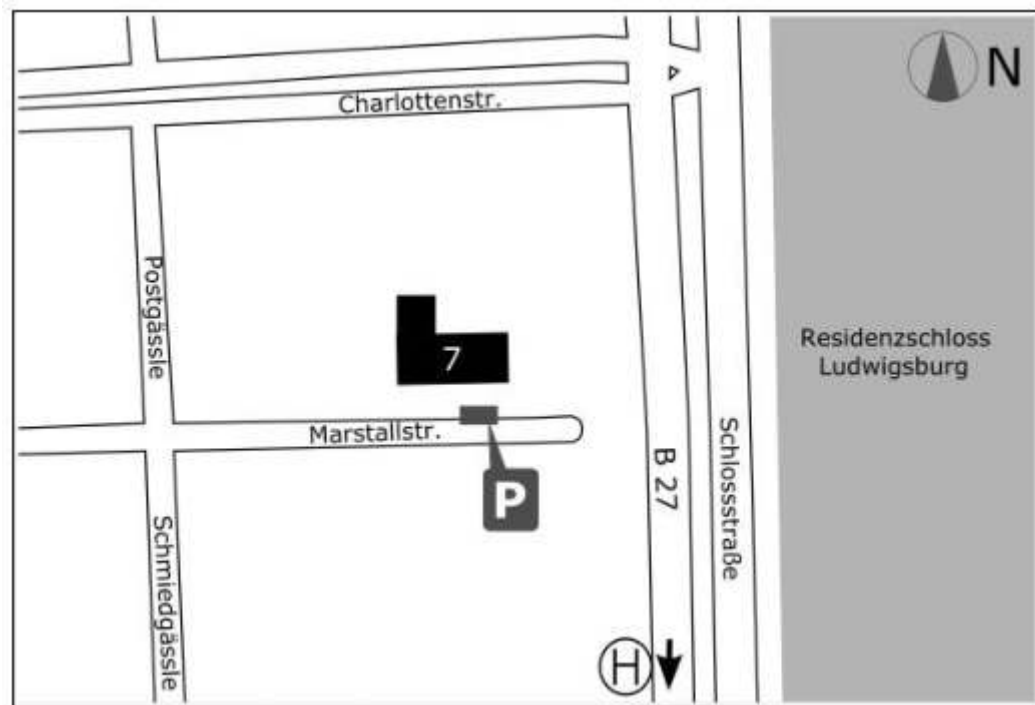 N
Charlottenstr.
Postgässle
7
Residenzschloss
Ludwigsburg
Marstallstr.
P
B 27
Schlossstraße
Schmiedgässle
H